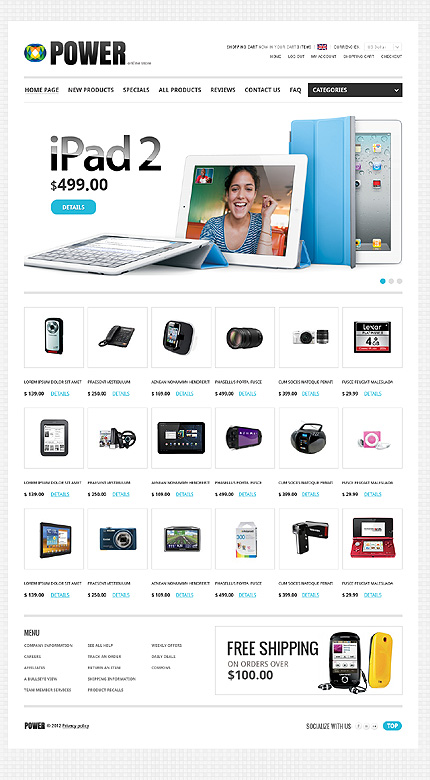 POWER
SHOPPING CART NOW IN YOUR CART 0 ITEMS CURRENCIES: US Dollar
HOME LOG OUT MY ACCOUNT SHOPPING CART CHECKOUT
HOME PAGE NEW PRODUCTS SPECIALS ALL PRODUCTS REVIEWS CONTACT US FAQ CATEGORIES
iPad 2
$499.00
DETAILS
Lexar
4GB
LOREM IPSUM DOLOR SIT AMET PRAESENT VESTIBULUM AENEAN NONUMMY HENDRERIT PHASELLUS PORTA FUSCE CUM SOCIIS NATOQUE PENATI FUSCE FEUGIAT MALESUADA
$ 139.00 DETAILS $ 250.00 DETAILS $ 109.00 DETAILS $ 499.00 DETAILS $ 399.00 DETAILS $ 29.99 DETAILS
LOREM IPSUM DOLOR SIT AMET PRAESENT VESTIBULUM AENEAN NONUMMY HENDRERIT PHASELLUS PORTA FUSCE CUM SOCIIS NATOQUE PENATI FUSCE FEUGIAT MALESUADA
$ 139.00 DETAILS $ 250.00 DETAILS $ 109.00 DETAILS $ 499.00 DETAILS $ 399.00 DETAILS $ 29.99 DETAILS
300
LOREM IPSUM DOLOR SIT AMET PRAESENT VESTIBULUM AENEAN NONUMMY HENDRERIT PHASELLUS PORTA FUSCE CUM SOCIIS NATOQUE PENATI FUSCE FEUGIAT MALESUADA
$ 139.00 DETAILS $ 250.00 DETAILS $ 109.00 DETAILS $ 499.00 DETAILS $ 399.00 DETAILS $ 29.99 DETAILS
MENU
COMPANY INFORMATION SEE ALL HELP WEEKLY OFFERS
CAREERS TRACK AN ORDER DAILY DEALS
AFFILIATES RETURN AN ITEM COUPONS
A BULLSEYE VIEW SHIPPING INFORMATION
TEAM MEMBER SERVICES PRODUCT RECALLS
FREE SHIPPING
ON ORDERS OVER
$100.00
POWER © 2012 Privacy policy SOCIALIZE WITH US TOP